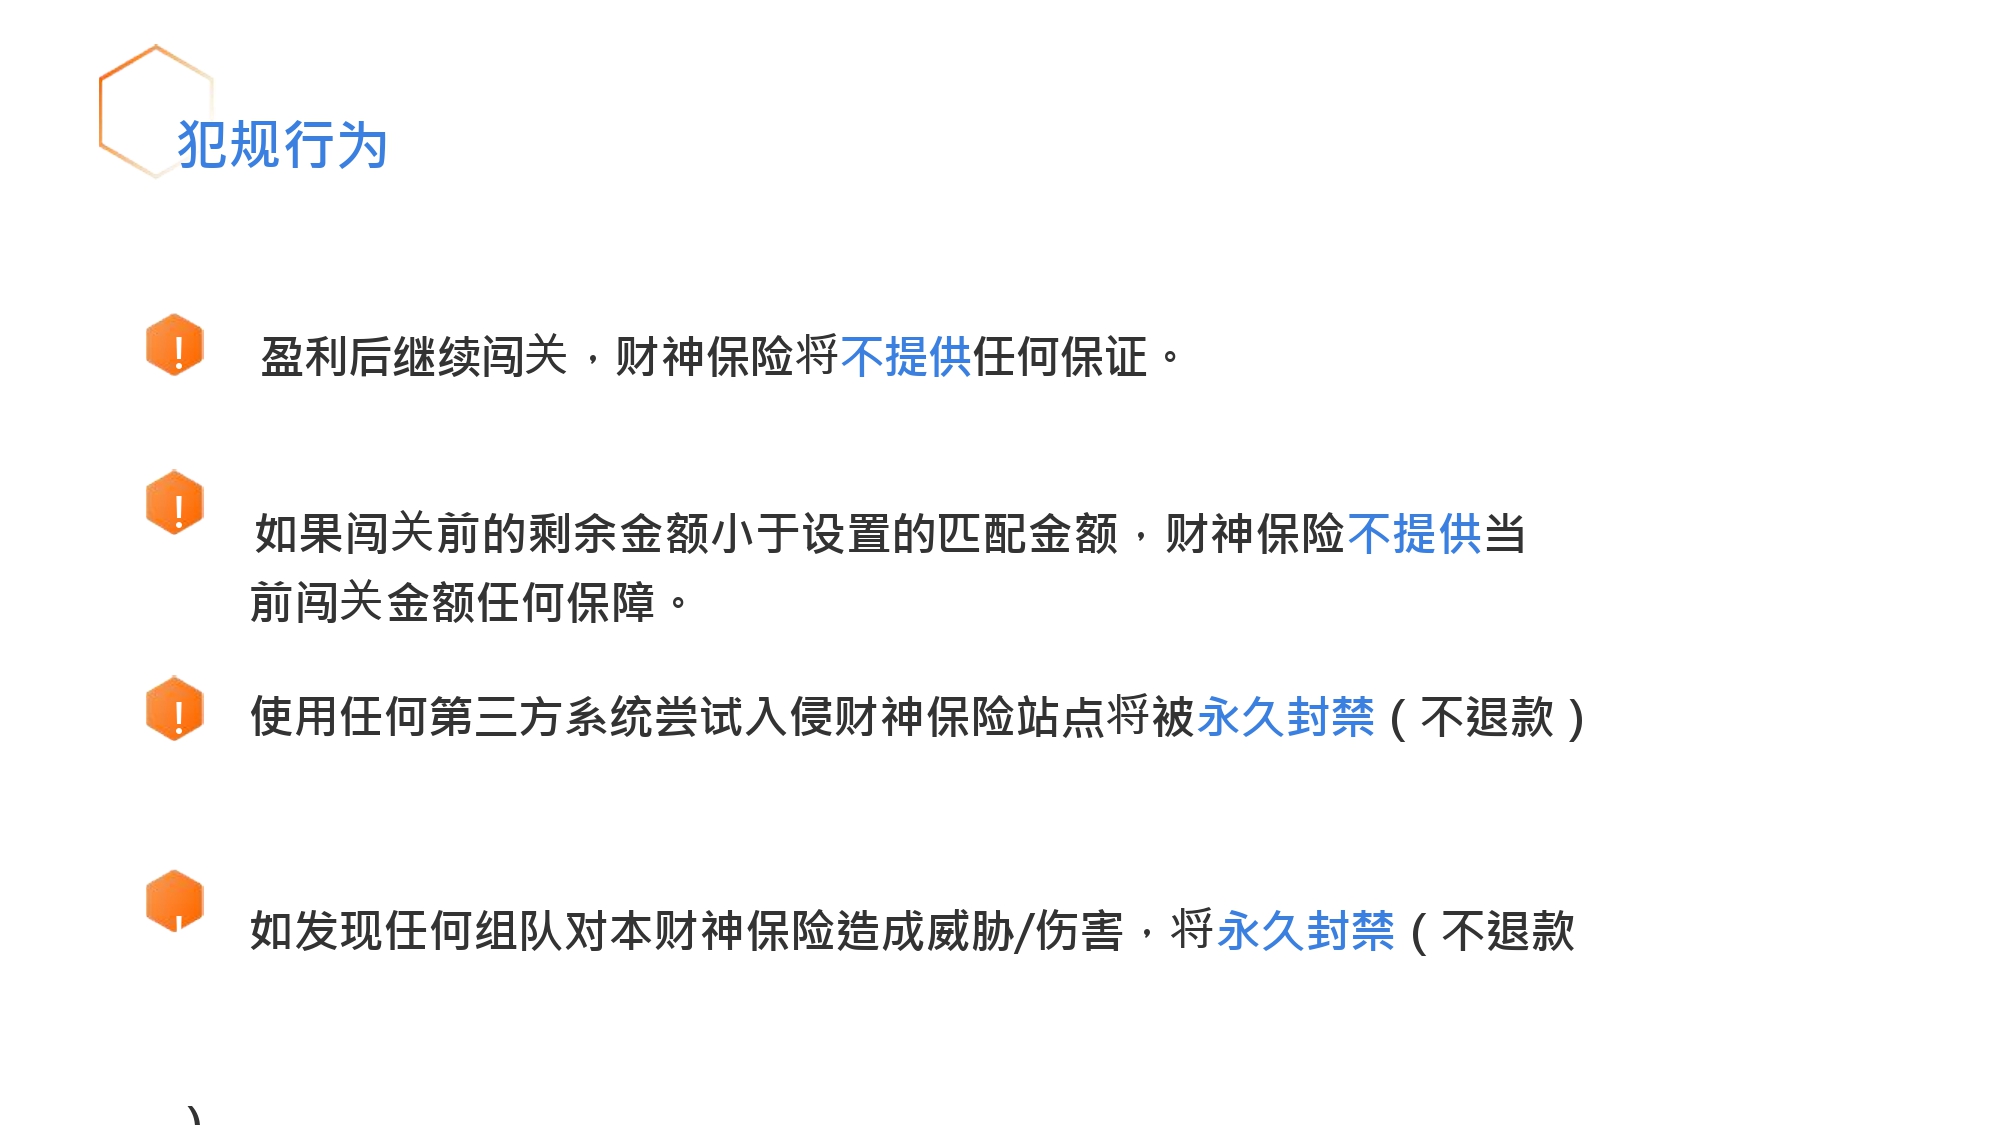 犯规行为
! 盈利后继续闯关，财神保险将不提供任何保证。
! 如果闯关前的剩余金额小于设置的匹配金额，财神保险不提供当
前闯关金额任何保障。
! 使用任何第三方系统尝试入侵财神保险站点将被永久封禁（不退款）
! 如发现任何组队对本财神保险造成威胁/伤害，将永久封禁（不退款
）